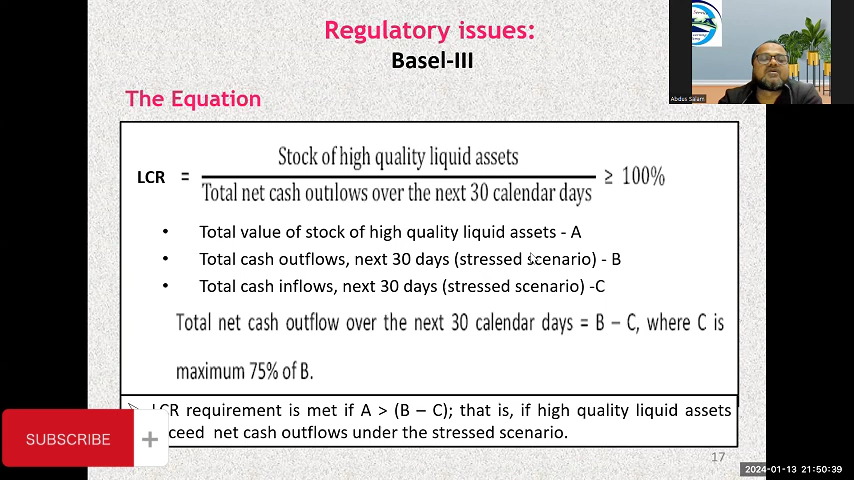 Regulatory issues:
Basel-III
Abdus Salam
The Equation
LCR = Stock of high quality liquid assets
Total net cash outflows over the next 30 calendar days ≥ 100%
• Total value of stock of high quality liquid assets - A
• Total cash outflows, next 30 days (stressed scenario) - B
• Total cash inflows, next 30 days (stressed scenario) -C
Total net cash outflow over the next 30 calendar days = B – C, where C is
maximum 75% of B.
LCR requirement is met if A > (B – C); that is, if high quality liquid assets
net cash outflows under the stressed scenario.
SUBSCRIBE +
17
2024-01-13 21:50:39